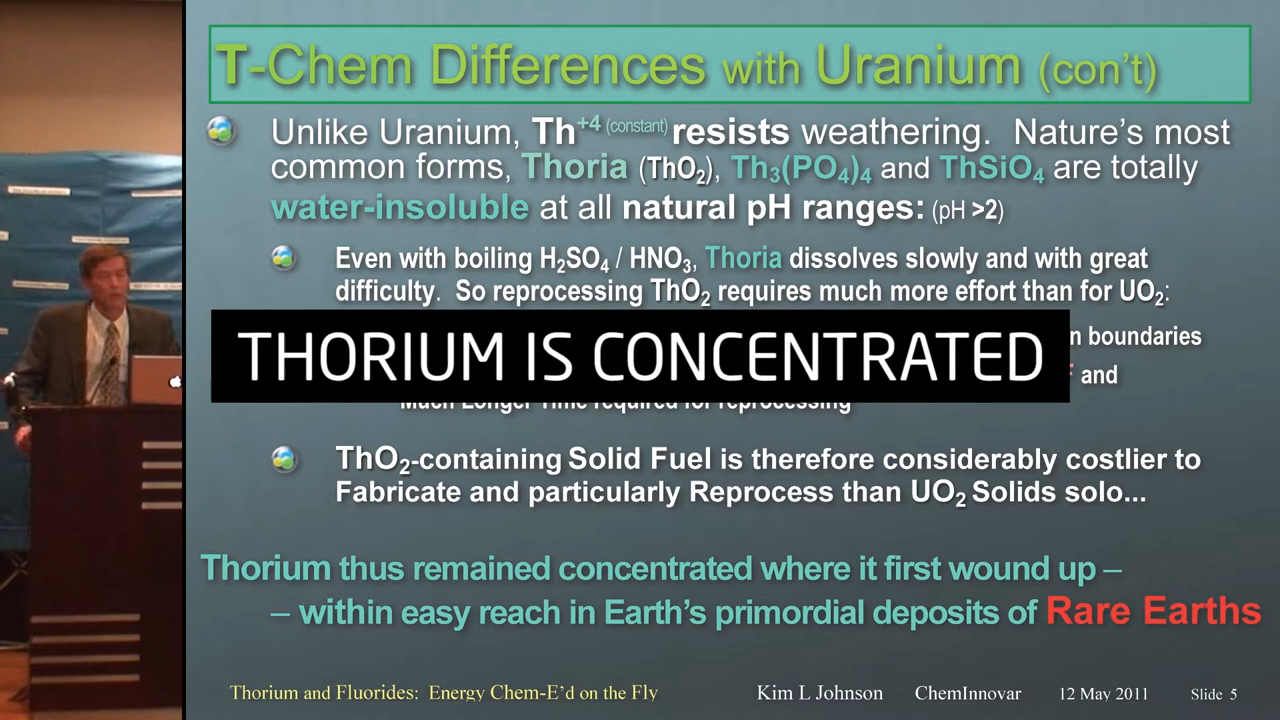 T-Chem Differences with Uranium (con’t)
Unlike Uranium, Th+4 (constant) resists weathering. Nature’s most
common forms, Thoria (ThO2), Th3(PO4)4 and ThSiO4 are totally
water-insoluble at all natural pH ranges: (pH >2)
Even with boiling H2SO4 / HNO3, Thoria dissolves slowly and with great
difficulty. So reprocessing ThO2 requires much more effort than for UO2:
boundaries
THORIUM IS CONCENTRATED
and
Much Longer Time required for reprocessing
ThO2-containing Solid Fuel is therefore considerably costlier to
Fabricate and particularly Reprocess than UO2 Solids solo...
Thorium thus remained concentrated where it first wound up –
– within easy reach in Earth’s primordial deposits of Rare Earths
Thorium and Fluorides: Energy Chem-E’d on the Fly Kim L Johnson ChemInnovar 12 May 2011 Slide 5